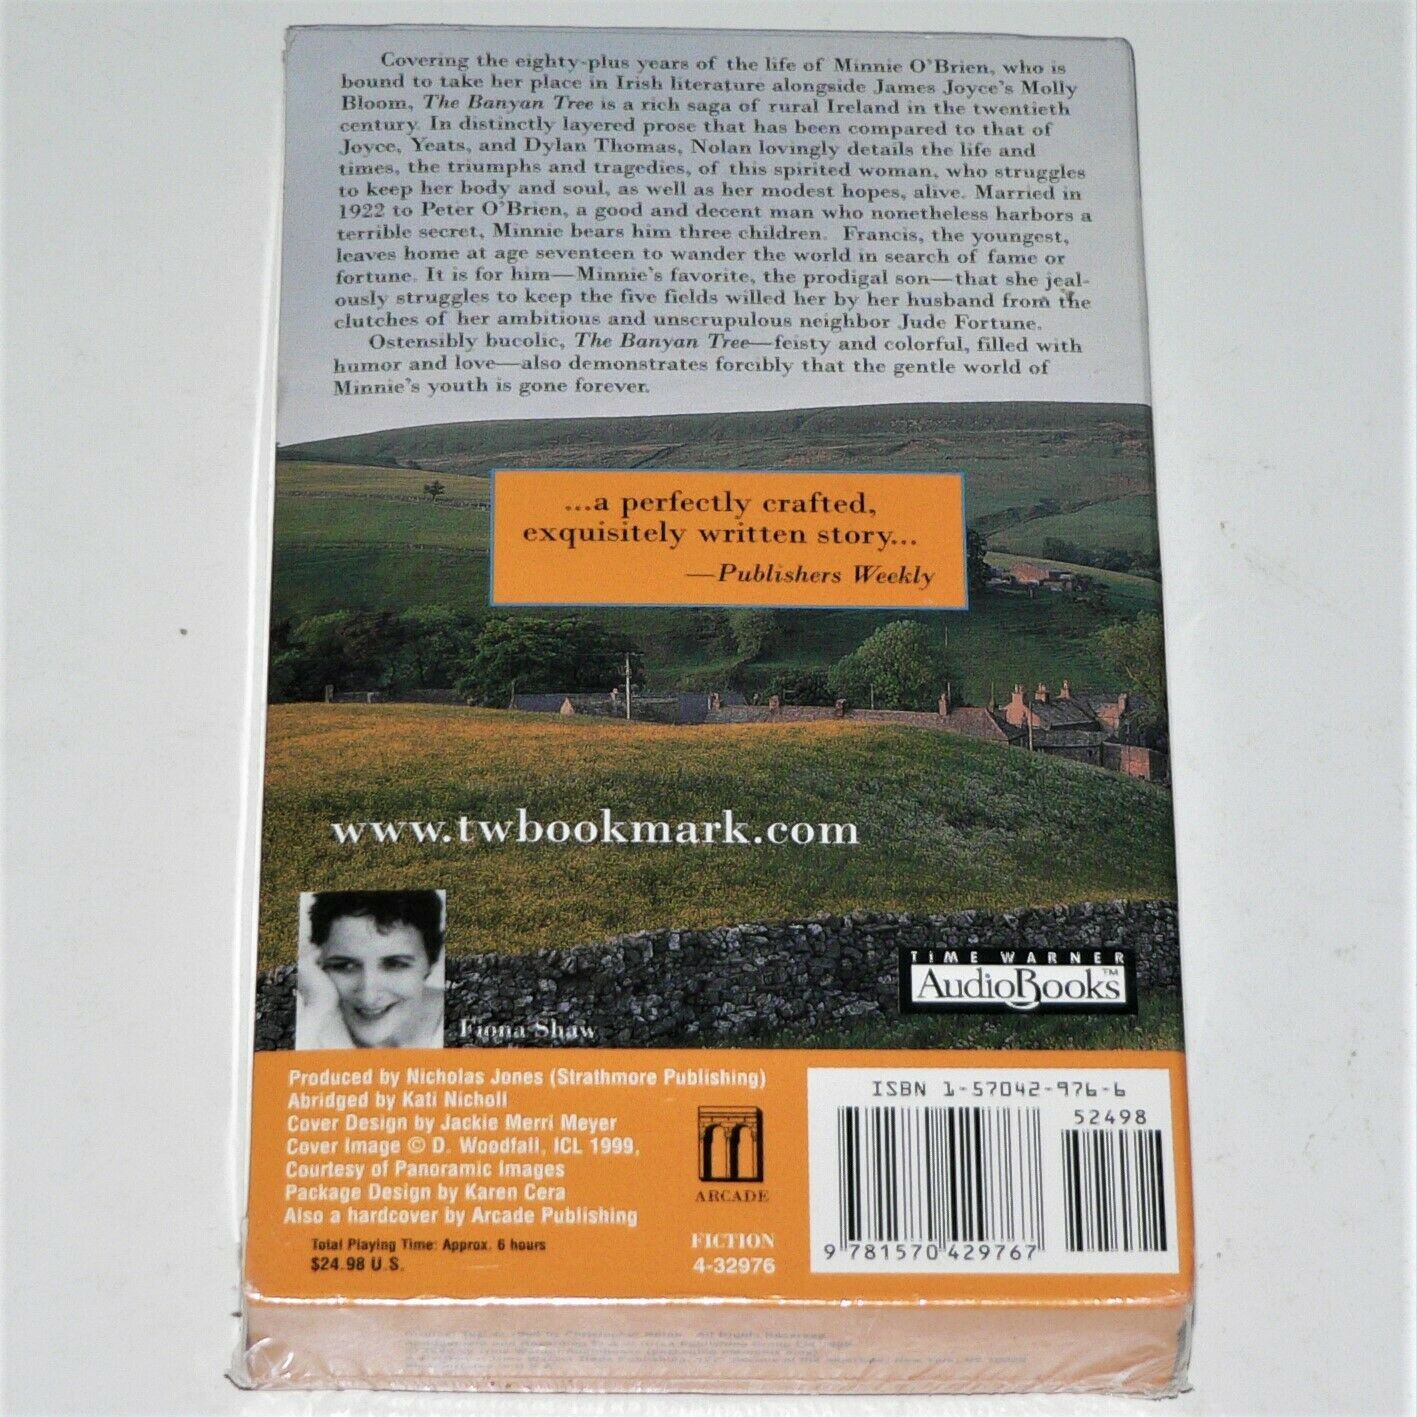 Covering the eighty-plus years of the life of Minnie O'Brien, who is
bound to take her place in Irish literature alongside James Joyce's Molly
Bloom, The Banyan Tree is a rich saga of rural Ireland in the twentieth
century. In distinctly layered prose that has been compared to that of
Joyce, Yeats, and Dylan Thomas, Nolan lovingly details the life and
times, the triumphs and tragedies, of this spirited woman, who struggles
to keep her body and soul, as well as her modest hopes, alive. Married in
1922 to Peter O'Brien, a good and decent man who nonetheless harbors a
terrible secret, Minnie bears him three children. Francis, the youngest,
leaves home at age seventeen to wander the world in search of fame or
fortune. It is for him—Minnie's favorite, the prodigal son—that she jeal-
ously struggles to keep the five fields willed her by her husband from the
clutches of her ambitious and unscrupulous neighbor Jude Fortune.
Ostensibly bucolic, The Banyan Tree—feisty and colorful, filled with
humor and love—also demonstrates forcibly that the gentle world of
Minnie's youth is gone forever.
...a perfectly crafted,
exquisitely written story...
—Publishers Weekly
www.twbookmark.com
Fiona Shaw
TIME WARNER
AudioBooks™
Produced by Nicholas Jones (Strathmore Publishing)
Abridged by Kati Nicholl
Cover Design by Jackie Merri Meyer
Cover Image © D. Woodfall, ICL 1999,
Courtesy of Panoramic Images
Package Design by Karen Cera
Also a hardcover by Arcade Publishing
Total Playing Time: Approx. 6 hours
$24.98 U.S.
ARCADE
FICTION
4-32976
ISBN 1-57042-976-6
52498
9 781570 429767